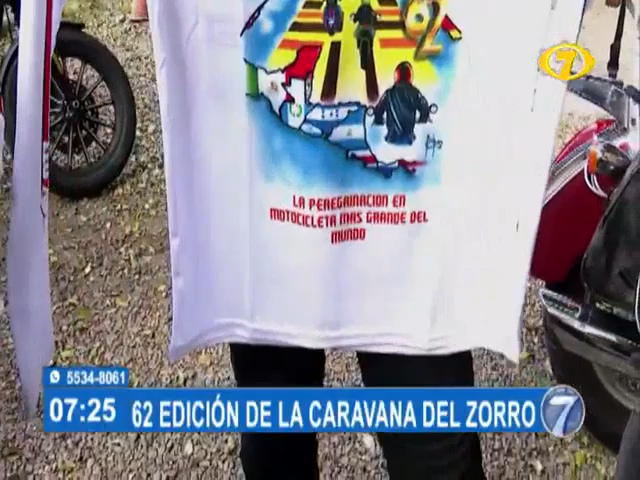 62
7
LA PEREGRINACION EN
MOTOCICLETA MAS GRANDE DEL
MUNDO
5534-8061
07:25
62 EDICIÓN DE LA CARAVANA DEL ZORRO
7